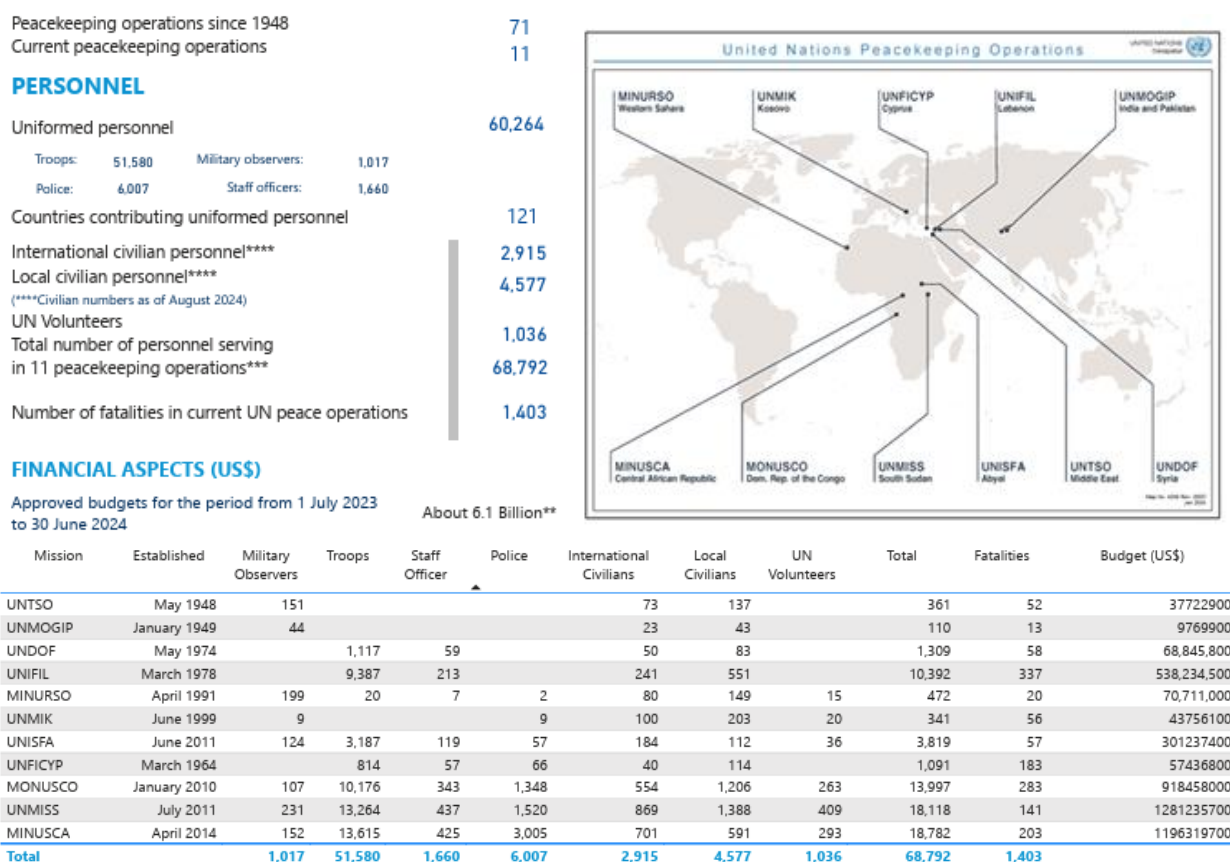 Peacekeeping operations since 1948 71
Current peacekeeping operations 11
PERSONNEL
Uniformed personnel 60,264
Troops: 51,580 Military observers: 1,017
Police: 6,007 Staff officers: 1,660
Countries contributing uniformed personnel 121
International civilian personnel**** 2,915
Local civilian personnel**** 4,577
(****Civilian numbers as of August 2024)
UN Volunteers 1,036
Total number of personnel serving
in 11 peacekeeping operations*** 68,792
Number of fatalities in current UN peace operations 1,403
FINANCIAL ASPECTS (US$)
Approved budgets for the period from 1 July 2023
to 30 June 2024 About 6.1 Billion**
United Nations Peacekeeping Operations
UNITED NATIONS
MINURSO UNMIK UNFICYP UNIFIL UNMOGIP
Western Sahara Kosovo Cyprus Lebanon India and Pakistan
MINUSCA MONUSCO UNMISS UNISFA UNTSO UNDOF
Central African Republic Dem. Rep. of the Congo South Sudan Abyei Middle East Syria
Mission Established Military Observers Troops Staff Officer Police International Civilians Local Civilians UN Volunteers Total Fatalities Budget (US$)
UNTSO May 1948 151 73 137 361 52 37722900
UNMOGIP January 1949 44 23 43 110 13 9769900
UNDOF May 1974 1,117 59 50 83 1,309 58 68,845,800
UNIFIL March 1978 9,387 213 241 551 10,392 337 538,234,500
MINURSO April 1991 199 20 7 2 80 149 15 472 20 70,711,000
UNMIK June 1999 9 9 100 203 20 341 56 43756100
UNISFA June 2011 124 3,187 119 57 184 112 36 3,819 57 301237400
UNFICYP March 1964 814 57 66 40 114 1,091 183 57436800
MONUSCO January 2010 107 10,176 343 1,348 554 1,206 263 13,997 283 918458000
UNMISS July 2011 231 13,264 437 1,520 869 1,388 409 18,118 141 1281235700
MINUSCA April 2014 152 13,615 425 3,005 701 591 293 18,782 203 1196319700
Total 1,017 51,580 1,660 6,007 2,915 4,577 1,036 68,792 1,403